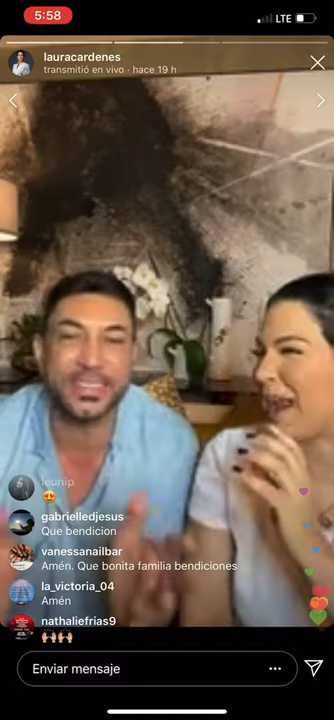 5:58
LTE
lauracardenes
transmitió en vivo · hace 19 h
leunip
😍
gabrielledjesus
Que bendicion
vanessanailbar
Amén. Que bonita familia bendiciones
la_victoria_04
Amén
nathaliefrias9
🙌🏼🙌🏼🙌🏼
Enviar mensaje